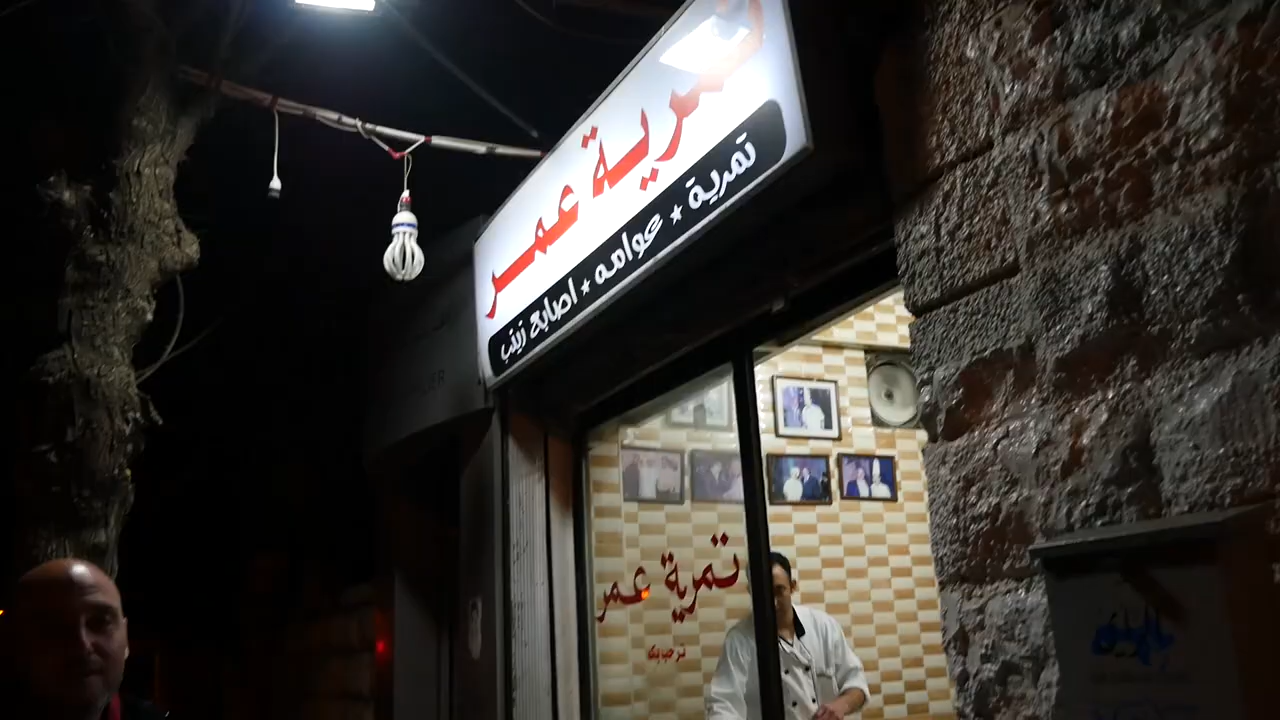 تمرية عمر
تمرية ★ عوامه ★ اصابع زينب
تمرية عمر
ترحب بكم